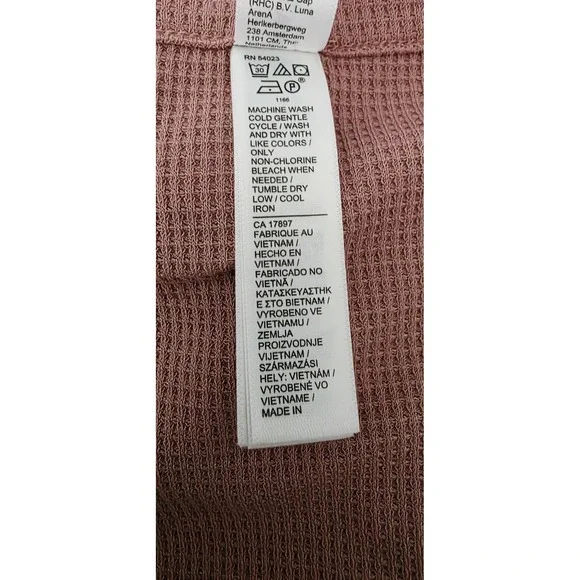 Gap
(RHC) B.V. Luna
ArenA
Herikerbergweg
238 Amsterdam
1101 CM, The
Netherlands
RN 54023
30
P
1166
MACHINE WASH
COLD GENTLE
CYCLE / WASH
AND DRY WITH
LIKE COLORS /
ONLY
NON-CHLORINE
BLEACH WHEN
NEEDED /
TUMBLE DRY
LOW / COOL
IRON
CA 17897
FABRIQUE AU
VIETNAM /
HECHO EN
VIETNAM /
FABRICADO NO
VIETNÃ /
ΚΑΤΑΣΚΕΥΑΣΤΗΚ
Ε ΣΤΟ ΒΙΕΤΝΑΜ /
VYROBENO VE
VIETNAMU /
ZEMLJA
PROIZVODNJE
VIJETNAM /
SZÁRMAZÁSI
HELY: VIETNÁM /
VYROBENÉ VO
VIETNAME /
MADE IN